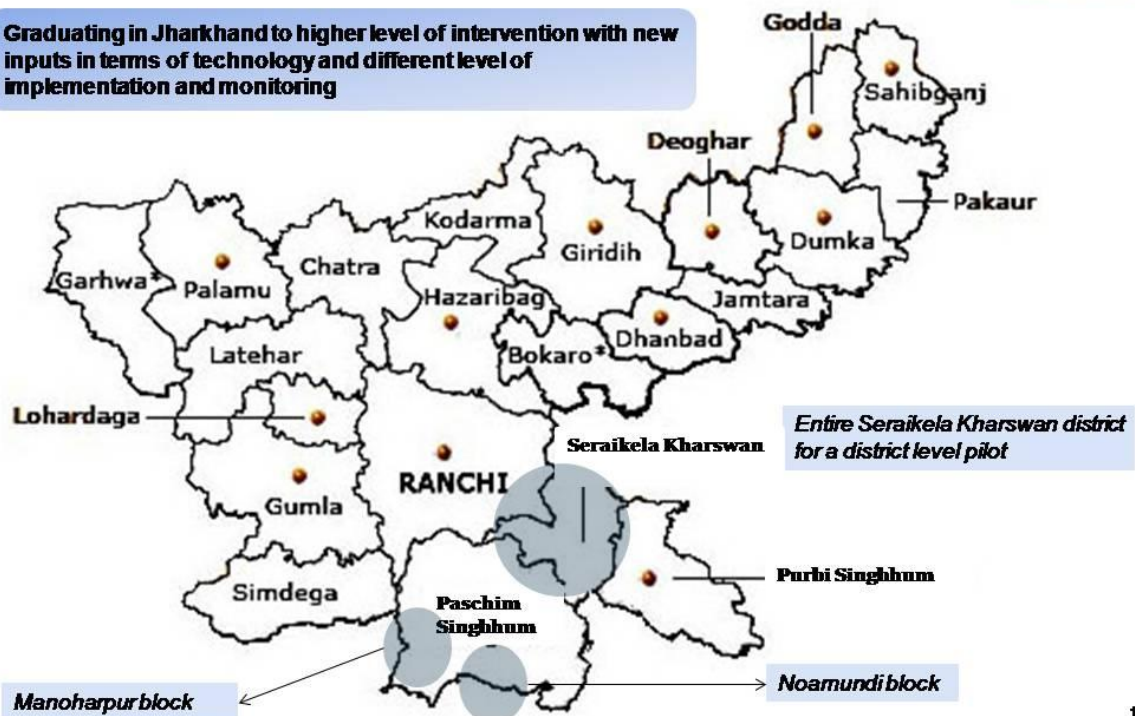 Graduating in Jharkhand to higher level of intervention with new
inputs in terms of technology and different level of
implementation and monitoring
Godda
Sahibganj
Deoghar
Pakaur
Kodarma
Giridih
Dumka
Garhwa*
Palamu
Chatra
Hazaribag
Jamtara
Latehar
Bokaro*
Dhanbad
Lohardaga
Seraikela Kharswan
Entire Seraikela Kharswan district
for a district level pilot
RANCHI
Gumla
Simdega
Purbi Singhhum
Paschim
Singhhum
Manoharpur block
Noamundi block
1